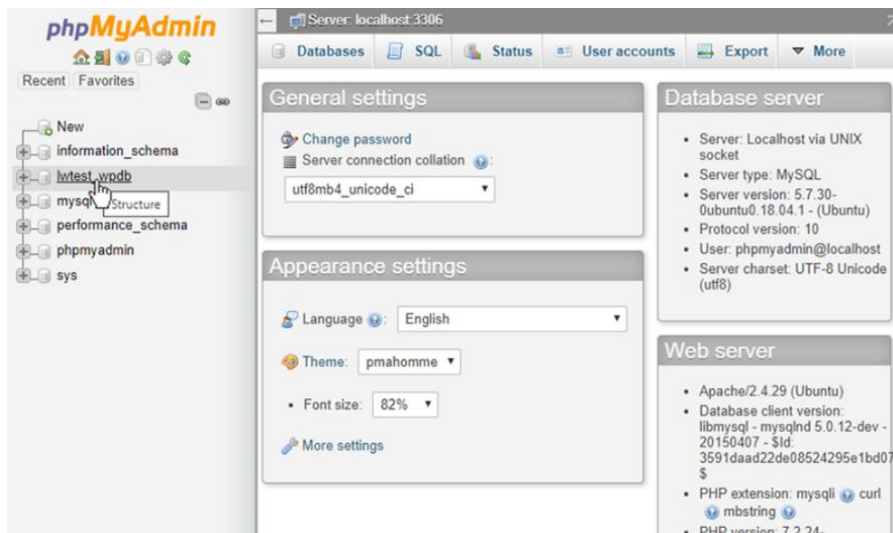 phpMyAdmin
Recent Favorites
New
information_schema
lwtest_wpdb
mysql
Structure
performance_schema
phpmyadmin
sys
Server: localhost:3306
Databases SQL Status User accounts Export More
General settings
Change password
Server connection collation :
utf8mb4_unicode_ci
Appearance settings
Language : English
Theme: pmahomme
• Font size: 82%
More settings
Database server
• Server: Localhost via UNIX
socket
• Server type: MySQL
• Server version: 5.7.30-
0ubuntu0.18.04.1 - (Ubuntu)
• Protocol version: 10
• User: phpmyadmin@localhost
• Server charset: UTF-8 Unicode
(utf8)
Web server
• Apache/2.4.29 (Ubuntu)
• Database client version:
libmysql - mysqlnd 5.0.12-dev -
20150407 - $Id:
3591daad22de08524295e1bd07
$
• PHP extension: mysqli curl
mbstring
• PHP version: 7.2.24-